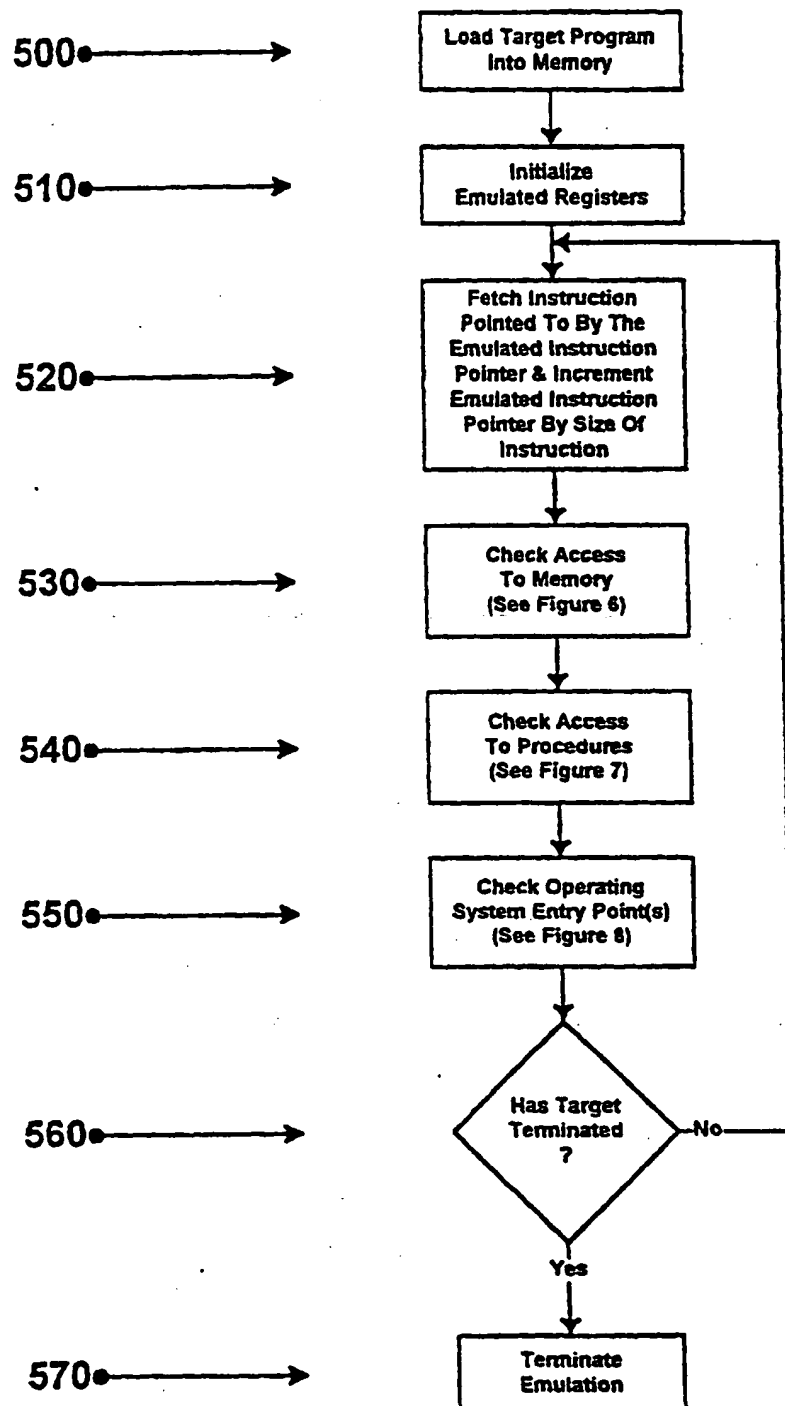 500
Load Target Program
Into Memory
510
Initialize
Emulated Registers
520
Fetch Instruction
Pointed To By The
Emulated Instruction
Pointer & Increment
Emulated Instruction
Pointer By Size Of
Instruction
530
Check Access
To Memory
(See Figure 6)
540
Check Access
To Procedures
(See Figure 7)
550
Check Operating
System Entry Point(s)
(See Figure 8)
560
Has Target
Terminated
?
No
Yes
570
Terminate
Emulation